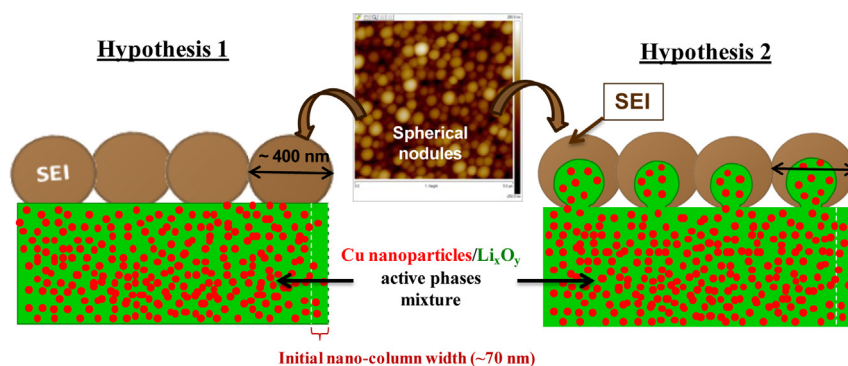 Hypothesis 1
Hypothesis 2
SEI
Spherical
nodules
SEI
~ 400 nm
Cu nanoparticles/LixOy
active phases
mixture
Initial nano-column width (~70 nm)